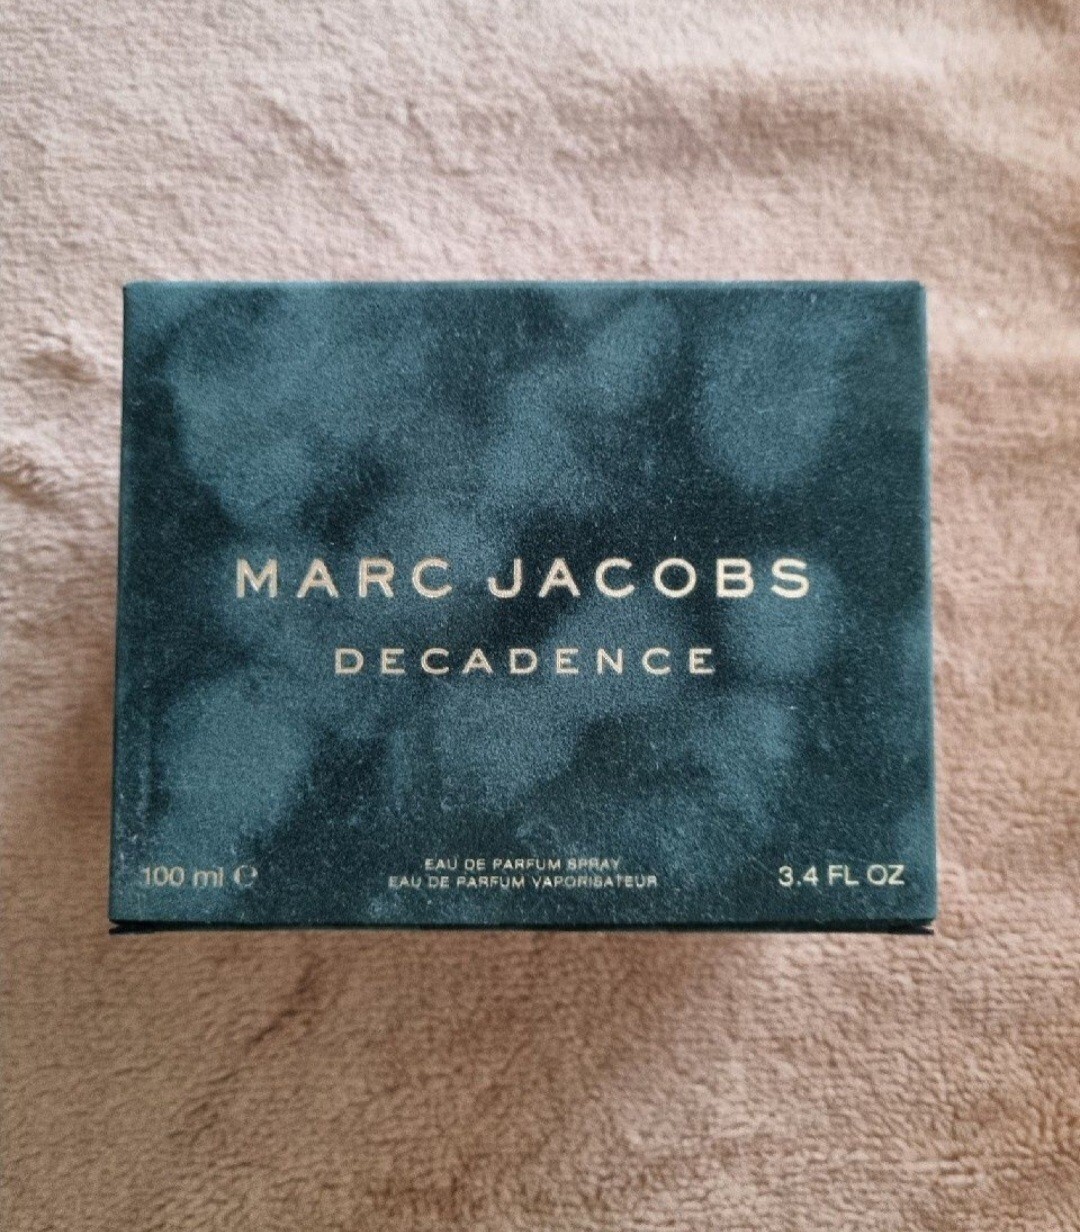 MARC JACOBS
DECADENCE
EAU DE PARFUM SPRAY
100 ml ℮ EAU DE PARFUM VAPORISATEUR 3.4 FL OZ